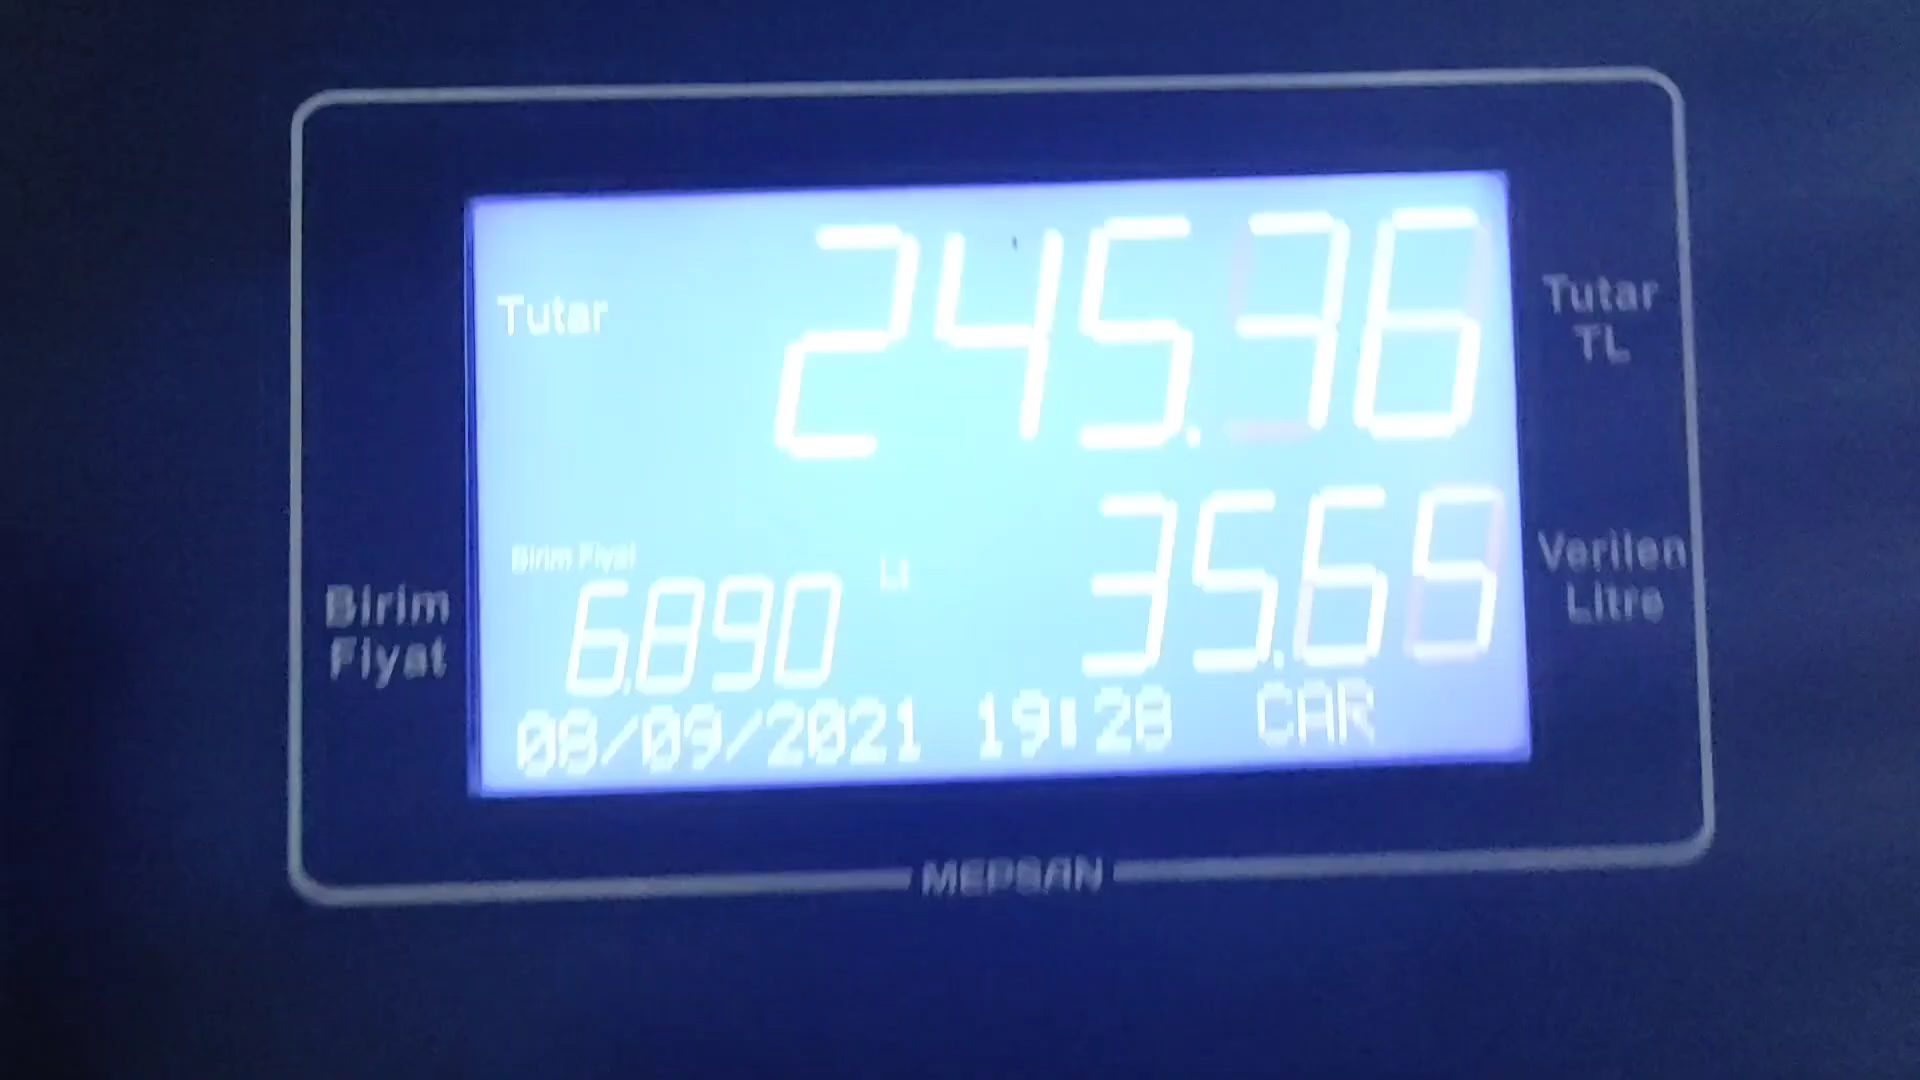 Tutar 245.36
Tutar
TL
Birim Fiyat
Lt
35.65
Verilen
Litre
Birim
Fiyat
6.890
08/09/2021 19:28 CAR
MEPSAN